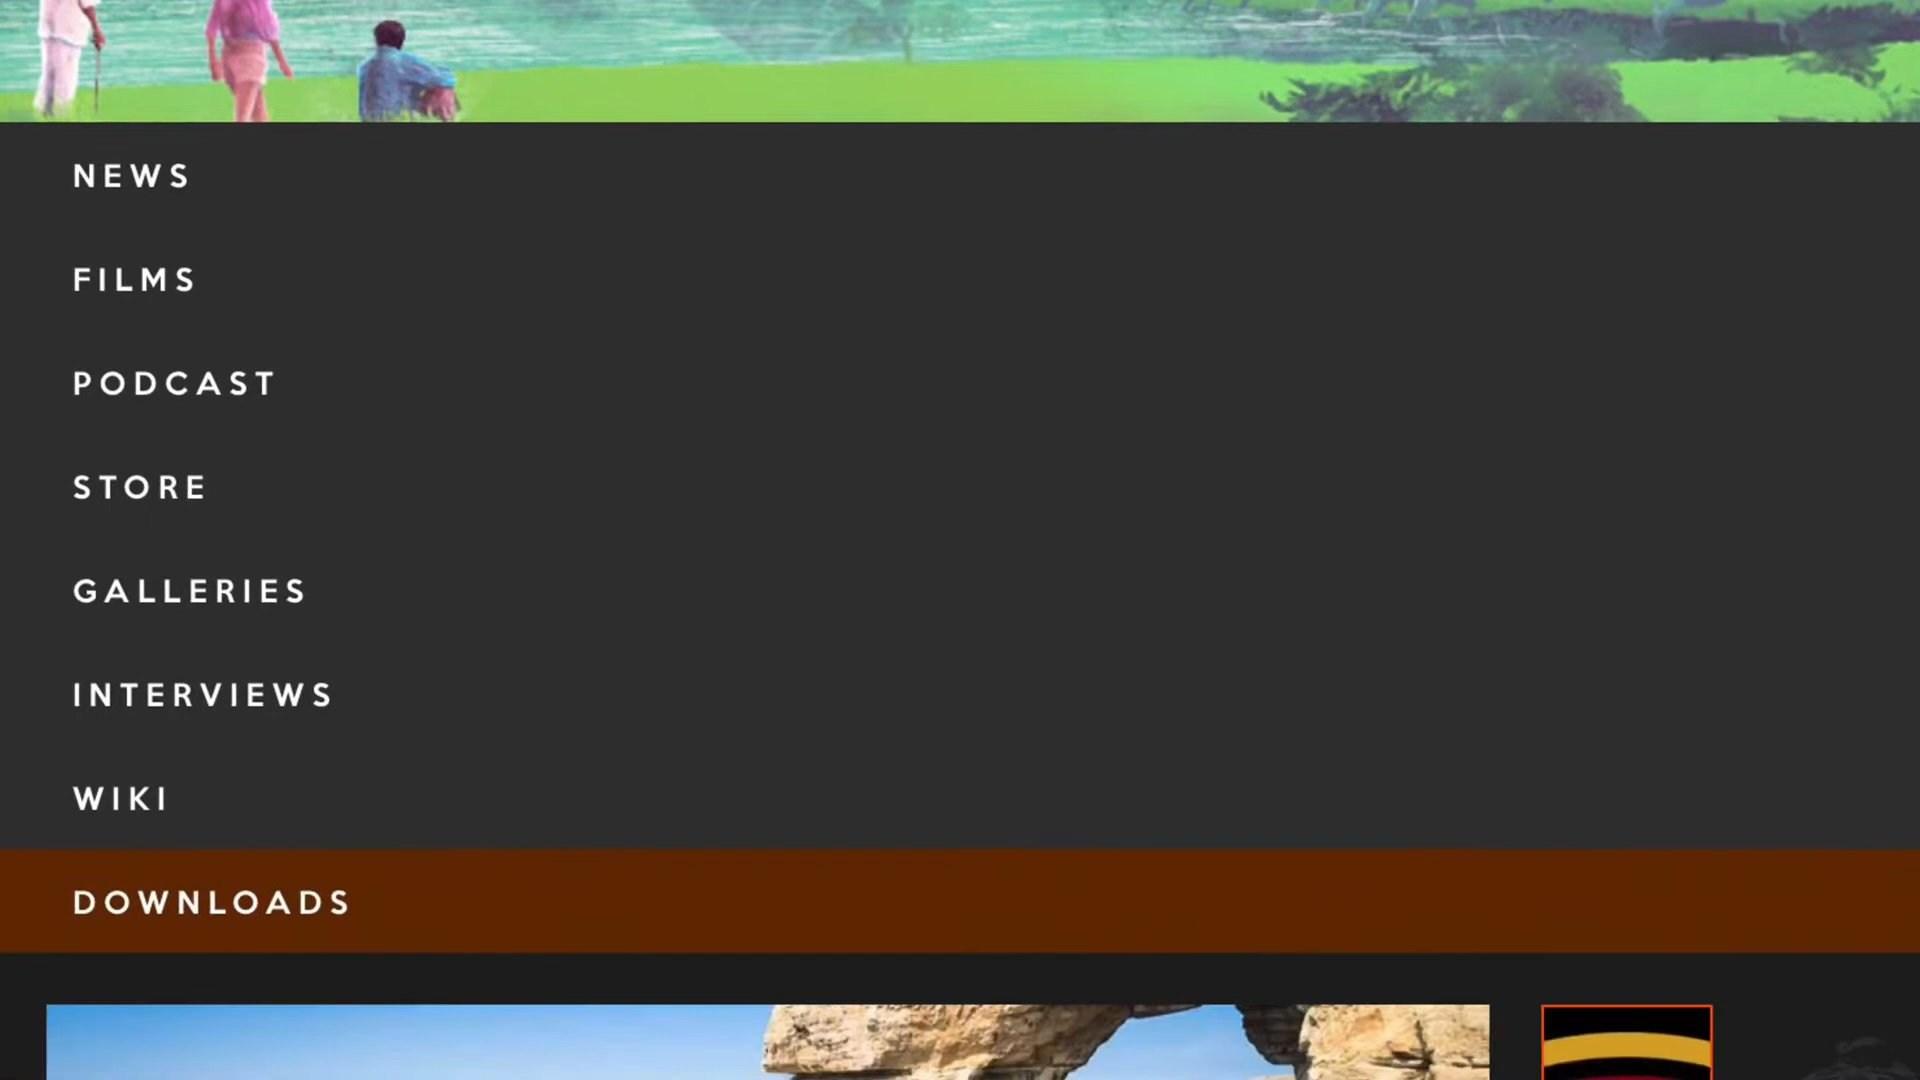 NEWS
FILMS
PODCAST
STORE
GALLERIES
INTERVIEWS
WIKI
DOWNLOADS